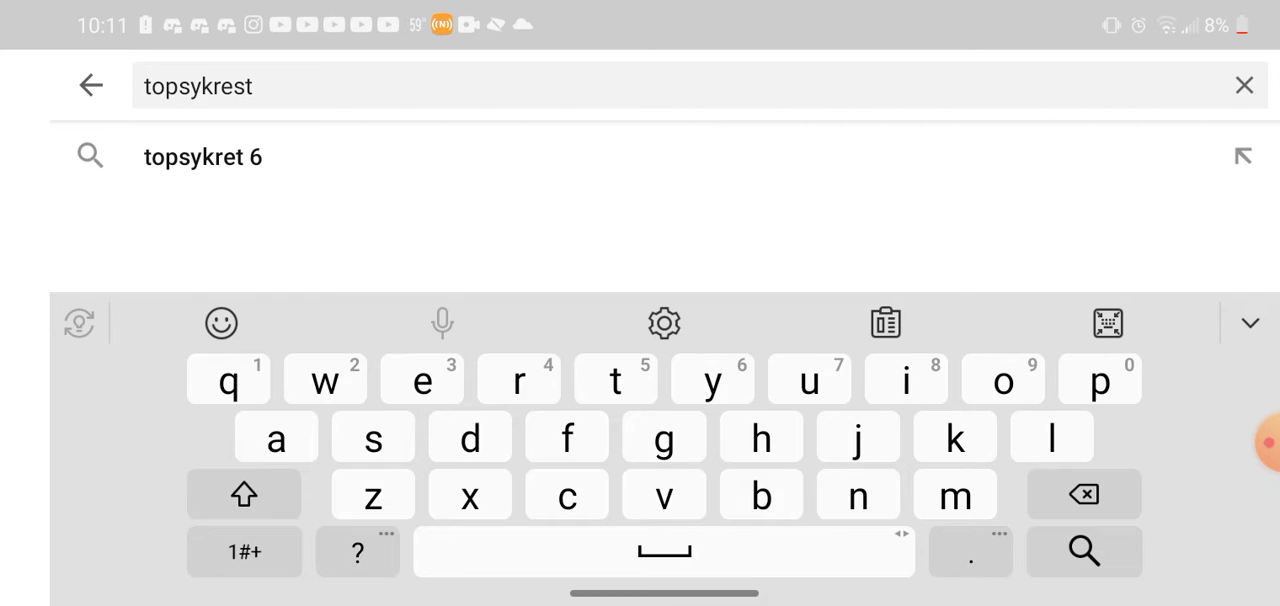 10:11 59° (N) 8%
topsykrest
topsykret 6
q 1 w 2 e 3 r 4 t 5 y 6 u 7 i 8 o 9 p 0
a s d f g h j k l
z x c v b n m
1#+ ? .